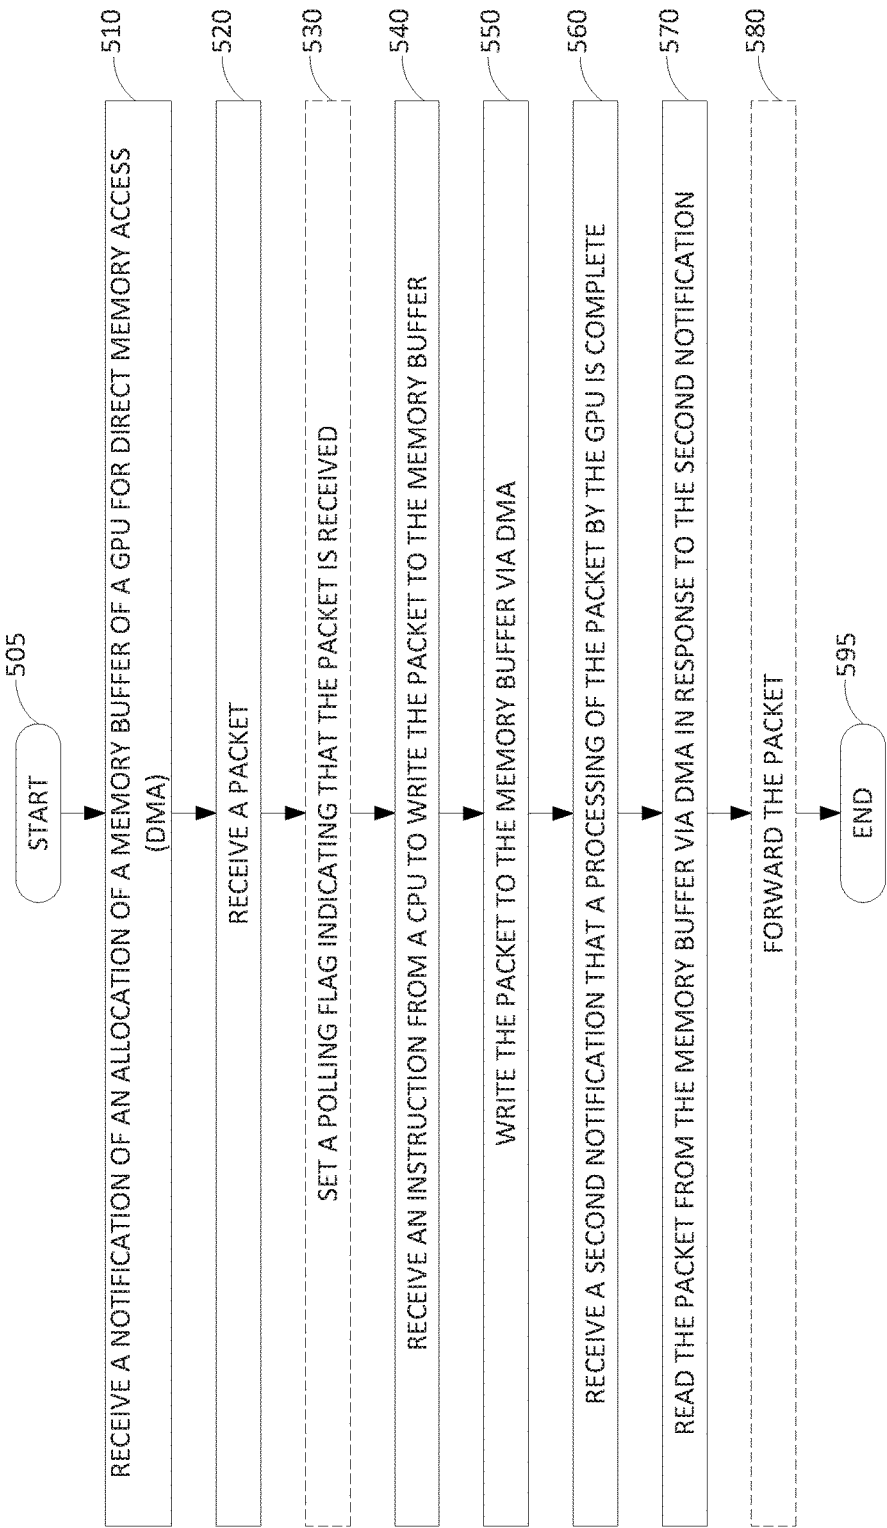 505
START
510
RECEIVE A NOTIFICATION OF AN ALLOCATION OF A MEMORY BUFFER OF A GPU FOR DIRECT MEMORY ACCESS
(DMA)
520
RECEIVE A PACKET
530
SET A POLLING FLAG INDICATING THAT THE PACKET IS RECEIVED
540
RECEIVE AN INSTRUCTION FROM A CPU TO WRITE THE PACKET TO THE MEMORY BUFFER
550
WRITE THE PACKET TO THE MEMORY BUFFER VIA DMA
560
RECEIVE A SECOND NOTIFICATION THAT A PROCESSING OF THE PACKET BY THE GPU IS COMPLETE
570
READ THE PACKET FROM THE MEMORY BUFFER VIA DMA IN RESPONSE TO THE SECOND NOTIFICATION
580
FORWARD THE PACKET
595
END